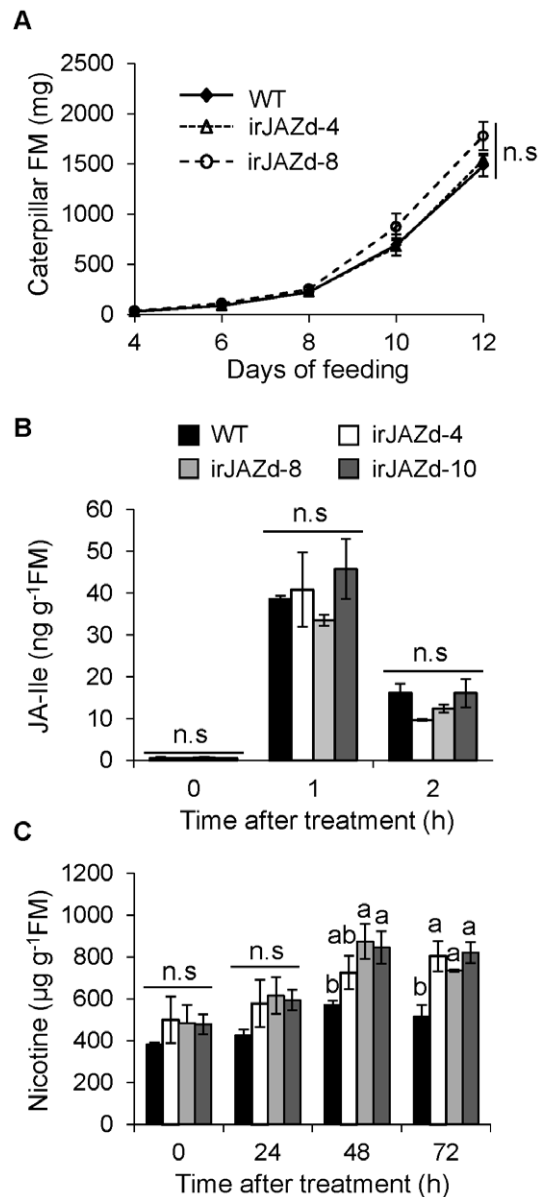 A
2500
2000
1500
1000
500
0
Caterpillar FM (mg)
WT
irJAZd-4
irJAZd-8
n.s
4 6 8 10 12
Days of feeding
B
WT irJAZd-4
irJAZd-8 irJAZd-10
60
50
40
30
20
10
0
JA-Ile (ng g⁻¹FM)
n.s
n.s
n.s
0 1 2
Time after treatment (h)
C
1200
1000
800
600
400
200
0
Nicotine (µg g⁻¹FM)
n.s n.s
b ab a a
b a a a
0 24 48 72
Time after treatment (h)